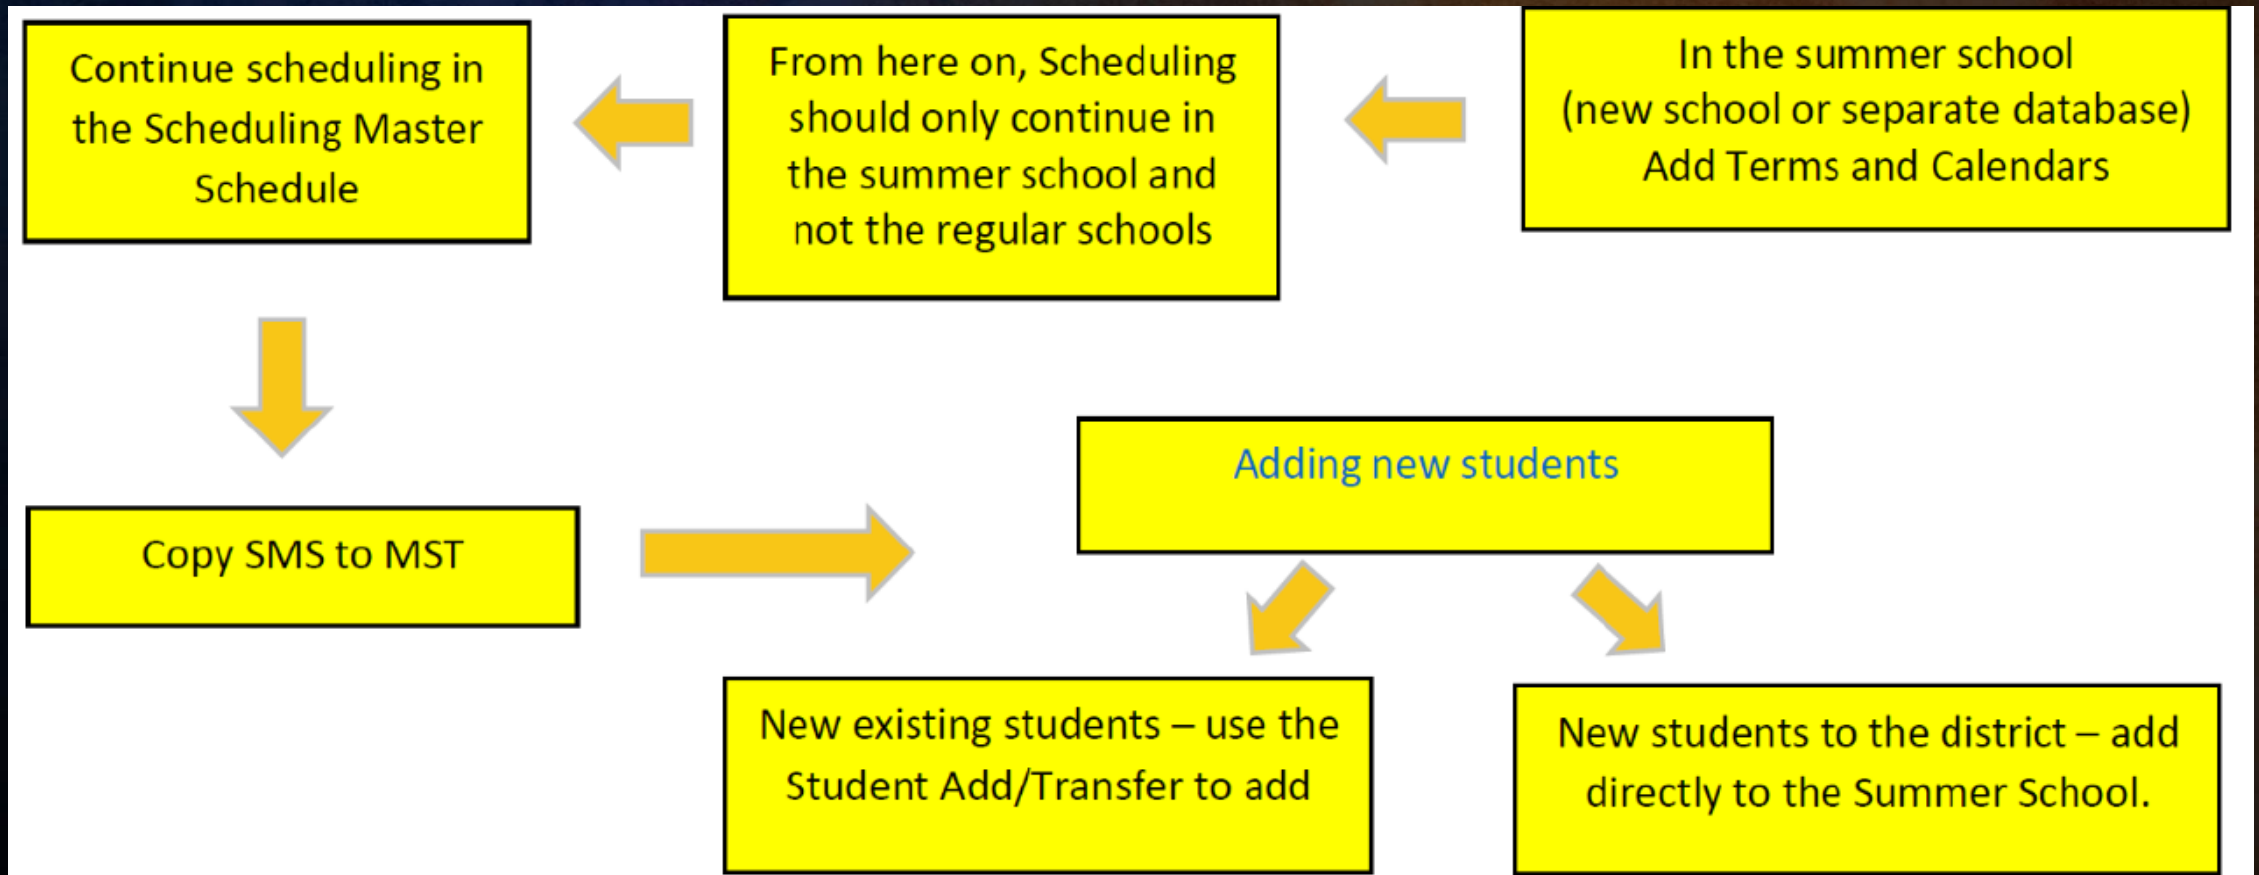 Continue scheduling in
the Scheduling Master
Schedule
From here on, Scheduling
should only continue in
the summer school and
not the regular schools
In the summer school
(new school or separate database)
Add Terms and Calendars
Copy SMS to MST
Adding new students
New existing students – use the
Student Add/Transfer to add
New students to the district – add
directly to the Summer School.